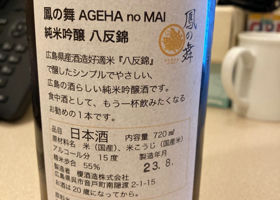 鳳の舞 AGEHA no MAI
純米吟醸 八反錦
鳳の舞
広島県産酒造好適米『八反錦』
で醸したシンプルでやさしい、
広島の酒らしい純米吟醸酒です。
食中酒として、もう一杯飲みたくなる
お勧めの1本です。
品目 日本酒 内容量 720ml
原材料名 米（国産）、米こうじ（国産米）
アルコール分 15度 製造年月
精米歩合 55% 23.8.
製造者 榎酒造株式会社
広島県呉市音戸町南隠渡2-1-15
お酒は20歳になってから。